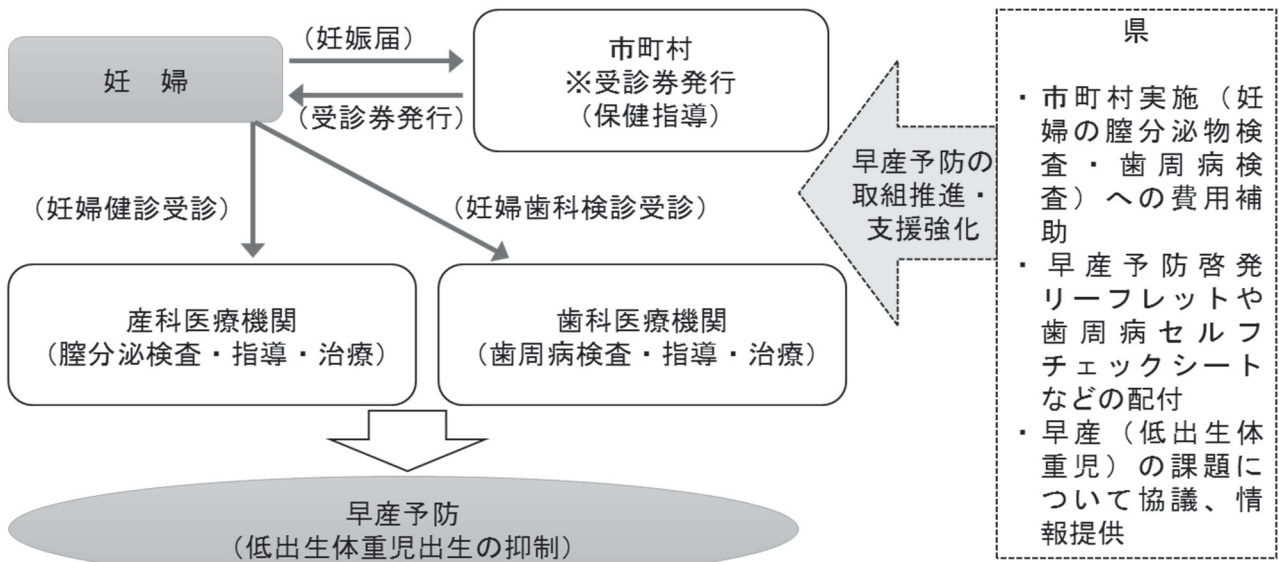 (妊娠届)
妊　婦
市町村
※受診券発行
(保健指導)
(受診券発行)
(妊婦健診受診)
(妊婦歯科検診受診)
産科医療機関
(膣分泌検査・指導・治療)
歯科医療機関
(歯周病検査・指導・治療)
早産予防
(低出生体重児出生の抑制)
早産予防の
取組推進・
支援強化
県
・市町村実施（妊
婦の膣分泌物検
査・歯周病検
査）への費用補
助
・早産予防啓発
リーフレットや
歯周病セルフ
チェックシート
などの配付
・早産（低出生体
重児）の課題に
ついて協議、情
報提供